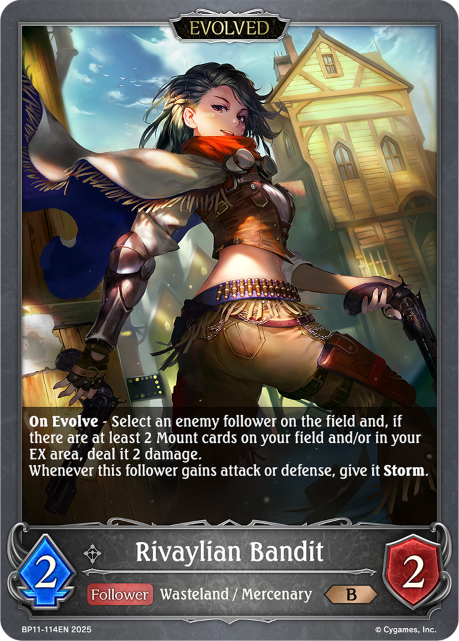 EVOLVED
On Evolve - Select an enemy follower on the field and, if
there are at least 2 Mount cards on your field and/or in your
EX area, deal it 2 damage.
Whenever this follower gains attack or defense, give it Storm.
2
Rivaylian Bandit
2
Follower Wasteland / Mercenary B
BP11-114EN 2025 © Cygames, Inc.